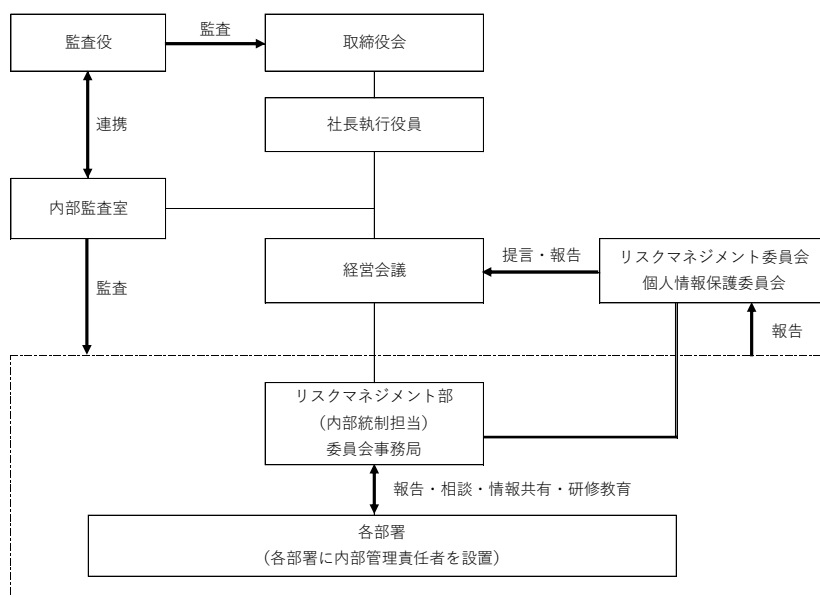 監査役
監査
取締役会
連携
社長執行役員
内部監査室
監査
経営会議
提言・報告
リスクマネジメント委員会
個人情報保護委員会
報告
リスクマネジメント部
（内部統制担当）
委員会事務局
報告・相談・情報共有・研修教育
各部署
（各部署に内部管理責任者を設置）